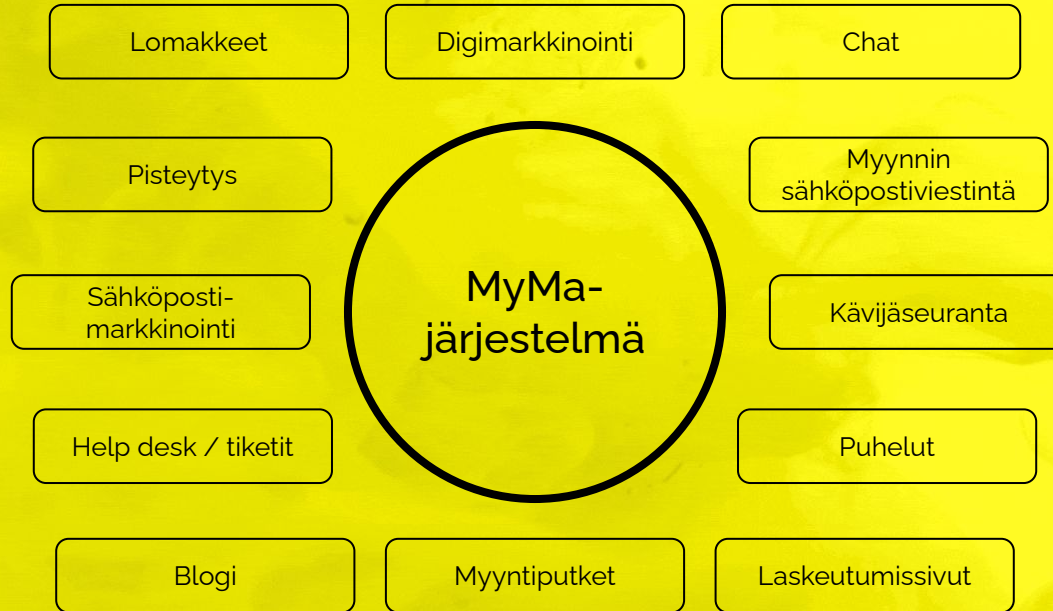 Lomakkeet
Digimarkkinointi
Chat
Pisteytys
Myynnin
sähköpostiviestintä
MyMa-
järjestelmä
Sähköposti-
markkinointi
Kävijäseuranta
Help desk / tiketit
Puhelut
Blogi
Myyntiputket
Laskeutumissivut